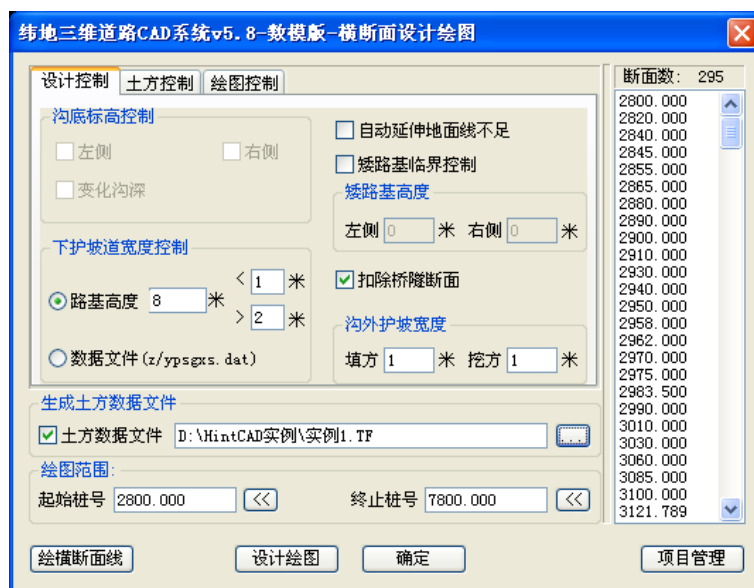 纬地三维道路CAD系统v5.8-数模版-横断面设计绘图
设计控制 土方控制 绘图控制
沟底标高控制
左侧 右侧
变化沟深
自动延伸地面线不足
矮路基临界控制
矮路基高度
左侧 0 米 右侧 0 米
下护坡道宽度控制
路基高度 8 米 < 1 米
> 2 米
数据文件(z/ypsgxs.dat)
扣除桥隧断面
沟外护坡宽度
填方 1 米 挖方 1 米
生成土方数据文件
土方数据文件 D:\HintCAD实例\实例1.TF ...
绘图范围:
起始桩号 2800.000 << 终止桩号 7800.000 <<
绘横断面线 设计绘图 确定 项目管理
断面数: 295
2800.000
2820.000
2840.000
2845.000
2855.000
2865.000
2880.000
2890.000
2900.000
2910.000
2930.000
2940.000
2950.000
2958.000
2962.000
2970.000
2975.000
2983.500
2990.000
3010.000
3030.000
3060.000
3085.000
3100.000
3121.789